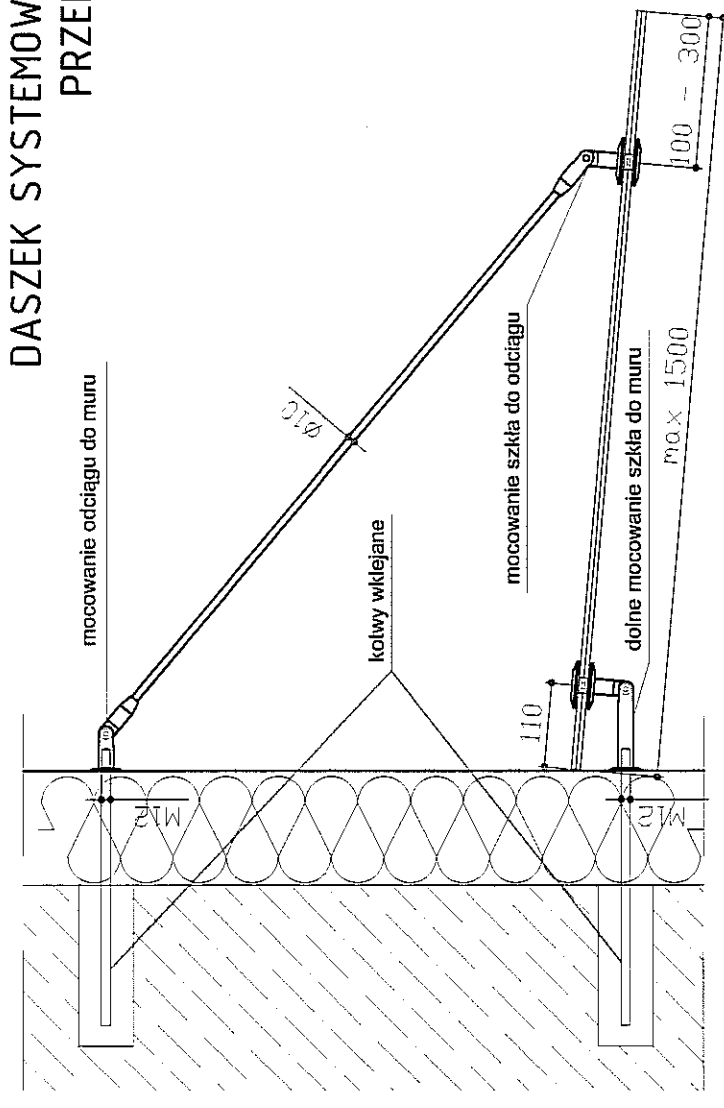 DASZEK SYSTEMOW
PRZE
mocowanie odciągu do muru
Ø10
kotwy wklejane
mocowanie szkła do odciągu
dolne mocowanie szkła do muru
110
100 - 300
max 1500
M12
M12